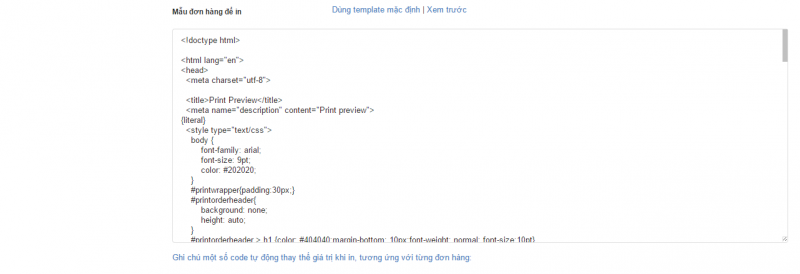 Mẫu đơn hàng để in
Dùng template mặc định | Xem trước
<!doctype html>
<html lang="en">
<head>
<meta charset="utf-8">
<title>Print Preview</title>
<meta name="description" content="Print preview">
{literal}
<style type="text/css">
body {
font-family: arial;
font-size: 9pt;
color: #202020;
}
#printwrapper{padding:30px;}
#printorderheader{
background: none;
height: auto;
}
#printorderheader > h1 {color: #404040;margin-bottom: 10px;font-weight: normal; font-size:10pt}
Ghi chú một số code tự động thay thế giá trị khi in, tương ứng với từng đơn hàng: